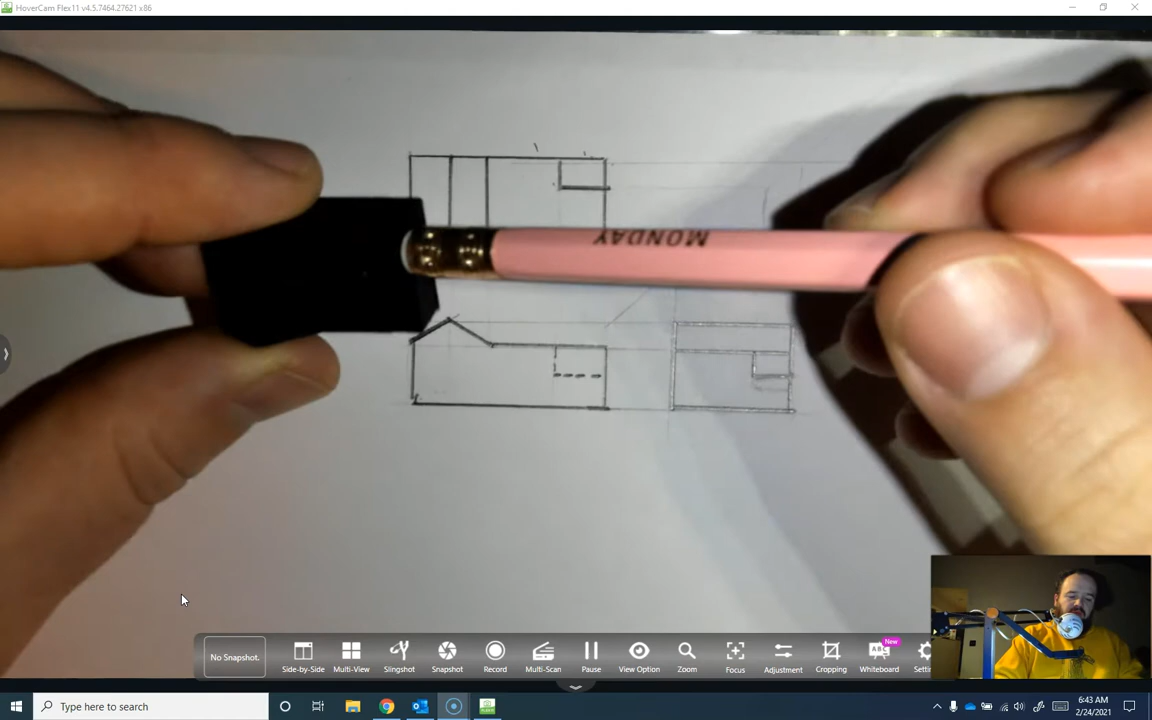 HoverCam Flex11 v4.5.7464.27621 x86
MONDAY
No Snapshot.
Side-by-Side
Multi-View
Slingshot
Snapshot
Record
Multi-Scan
Pause
View Option
Zoom
Focus
Adjustment
Cropping
New
ABC
Whiteboard
Setti
Type here to search
6:43 AM
2/24/2021